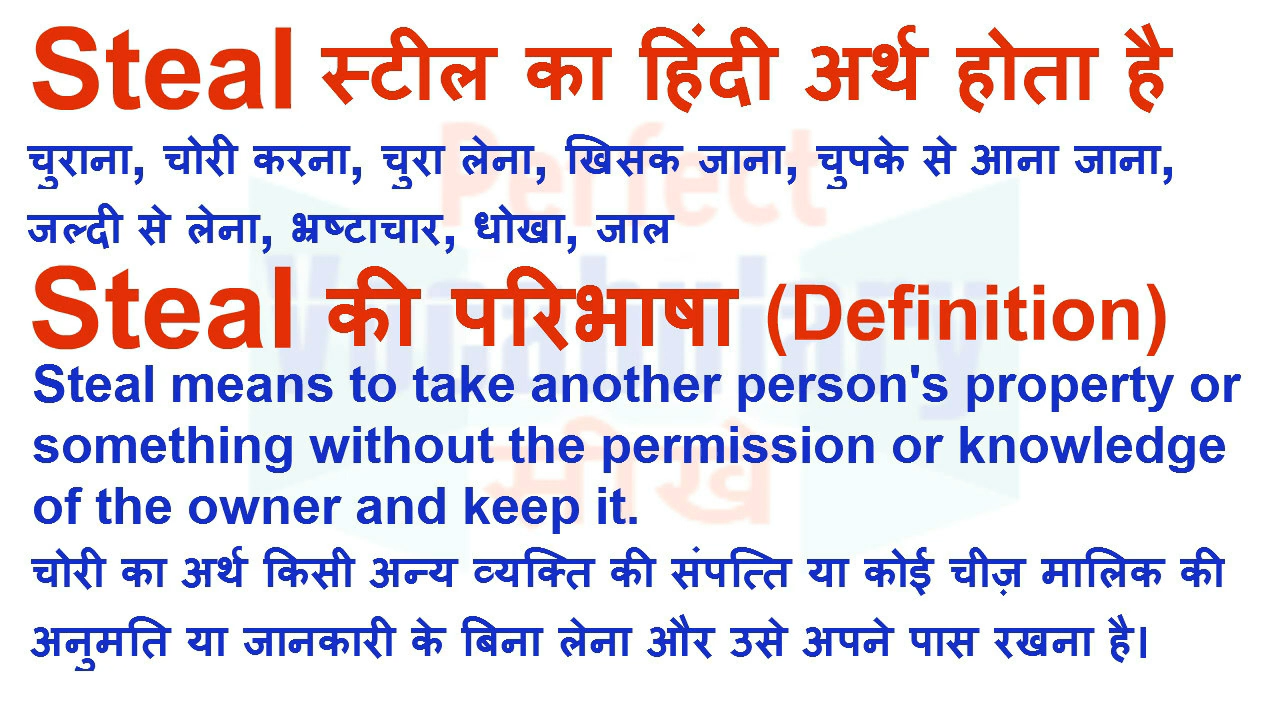 Steal स्टील का हिंदी अर्थ होता है
चुराना, चोरी करना, चुरा लेना, खिसक जाना, चुपके से आना जाना,
जल्दी से लेना, भ्रष्टाचार, धोखा, जाल
Steal की परिभाषा (Definition)
Steal means to take another person's property or
something without the permission or knowledge
of the owner and keep it.
चोरी का अर्थ किसी अन्य व्यक्ति की संपत्ति या कोई चीज़ मालिक की
अनुमति या जानकारी के बिना लेना और उसे अपने पास रखना है।
Perfect
Vocabulary
सीखे